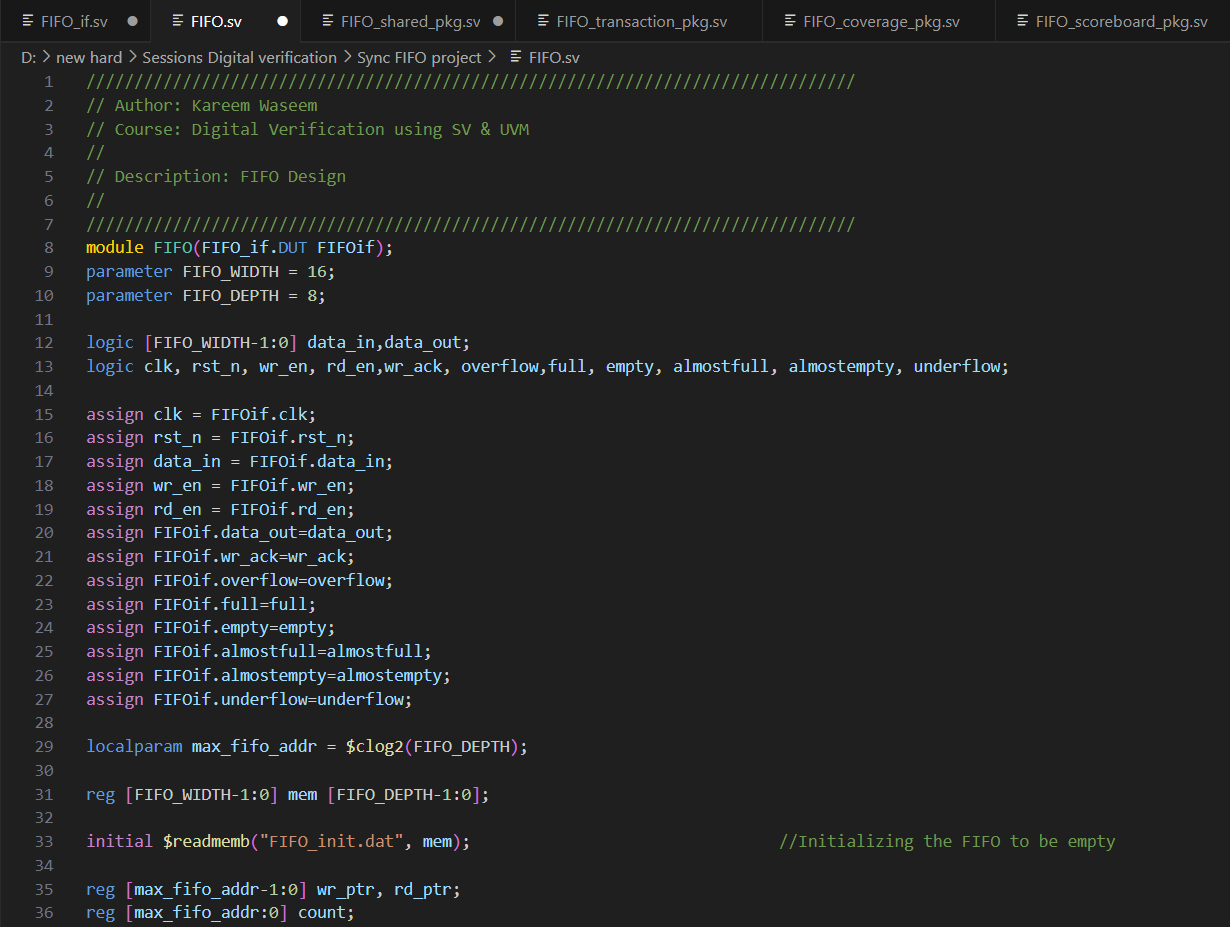 FIFO_if.sv FIFO.sv FIFO_shared_pkg.sv FIFO_transaction_pkg.sv FIFO_coverage_pkg.sv FIFO_scoreboard_pkg.sv
D: > new hard > Sessions Digital verification > Sync FIFO project > FIFO.sv
1 ////////////////////////////////////////////////////////////////////////////////
2 // Author: Kareem Waseem
3 // Course: Digital Verification using SV & UVM
4 //
5 // Description: FIFO Design
6 //
7 ////////////////////////////////////////////////////////////////////////////////
8 module FIFO(FIFO_if.DUT FIFOif);
9 parameter FIFO_WIDTH = 16;
10 parameter FIFO_DEPTH = 8;
11
12 logic [FIFO_WIDTH-1:0] data_in,data_out;
13 logic clk, rst_n, wr_en, rd_en,wr_ack, overflow,full, empty, almostfull, almostempty, underflow;
14
15 assign clk = FIFOif.clk;
16 assign rst_n = FIFOif.rst_n;
17 assign data_in = FIFOif.data_in;
18 assign wr_en = FIFOif.wr_en;
19 assign rd_en = FIFOif.rd_en;
20 assign FIFOif.data_out=data_out;
21 assign FIFOif.wr_ack=wr_ack;
22 assign FIFOif.overflow=overflow;
23 assign FIFOif.full=full;
24 assign FIFOif.empty=empty;
25 assign FIFOif.almostfull=almostfull;
26 assign FIFOif.almostempty=almostempty;
27 assign FIFOif.underflow=underflow;
28
29 localparam max_fifo_addr = $clog2(FIFO_DEPTH);
30
31 reg [FIFO_WIDTH-1:0] mem [FIFO_DEPTH-1:0];
32
33 initial $readmemb("FIFO_init.dat", mem); //Initializing the FIFO to be empty
34
35 reg [max_fifo_addr-1:0] wr_ptr, rd_ptr;
36 reg [max_fifo_addr:0] count;